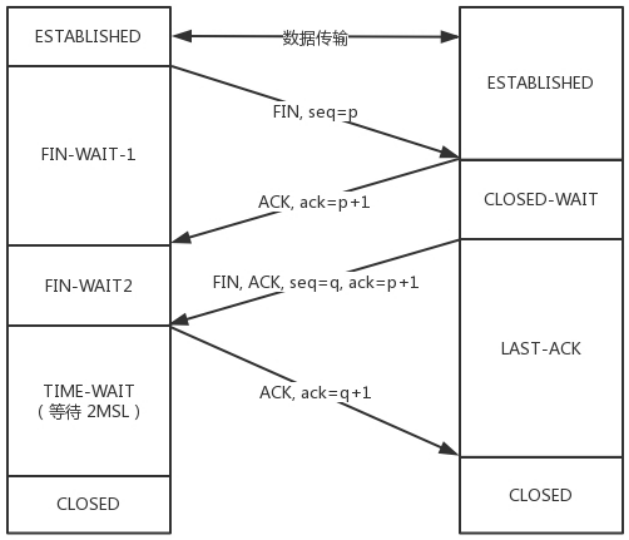 ESTABLISHED
数据传输
ESTABLISHED
FIN, seq=p
FIN-WAIT-1
ACK, ack=p+1
CLOSED-WAIT
FIN-WAIT2
FIN, ACK, seq=q, ack=p+1
LAST-ACK
TIME-WAIT
（等待 2MSL）
ACK, ack=q+1
CLOSED
CLOSED